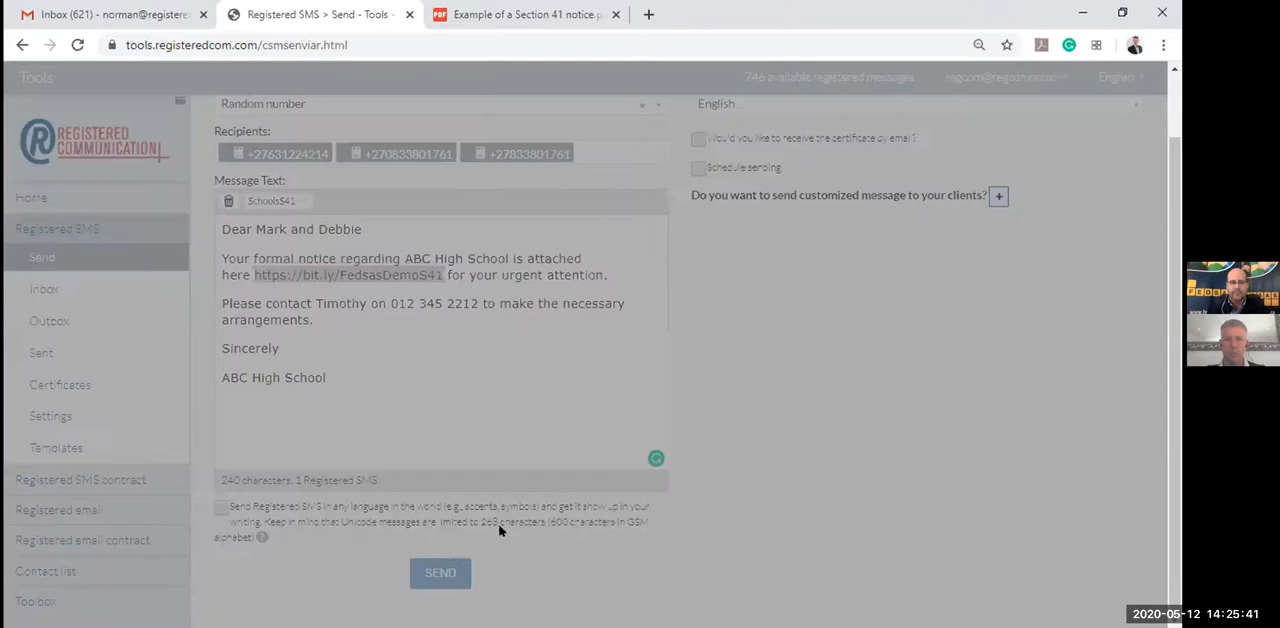 Inbox (621) - norman@registere
Registered SMS > Send - Tools -
Example of a Section 41 notice.p
tools.registeredcom.com/csmsenviar.html
Tools
746 available registered messages
English
REGISTERED
COMMUNICATION
Random number
English
Recipients:
Would you like to receive the certificate by email?
+27631224214
+270833801761
+27833801761
Schedule sending
Message Text:
Do you want to send customized message to your clients? +
SchoolsS41
Home
Registered SMS
Send
Inbox
Outbox
Sent
Certificates
Settings
Templates
Registered SMS contract
Registered email
Registered email contract
Contact list
Toolbox
Dear Mark and Debbie
Your formal notice regarding ABC High School is attached
here https://bit.ly/FedsasDemoS41 for your urgent attention.
Please contact Timothy on 012 345 2212 to make the necessary
arrangements.
Sincerely
ABC High School
240 characters. 1 Registered SMS
Send Registered SMS in any language in the world (e.g., accents, symbols) and get it show up in your
writing. Keep in mind that Unicode messages are limited to 268 characters (600 characters in GSM
alphabet) ?
SEND
2020-05-12 14:25:41